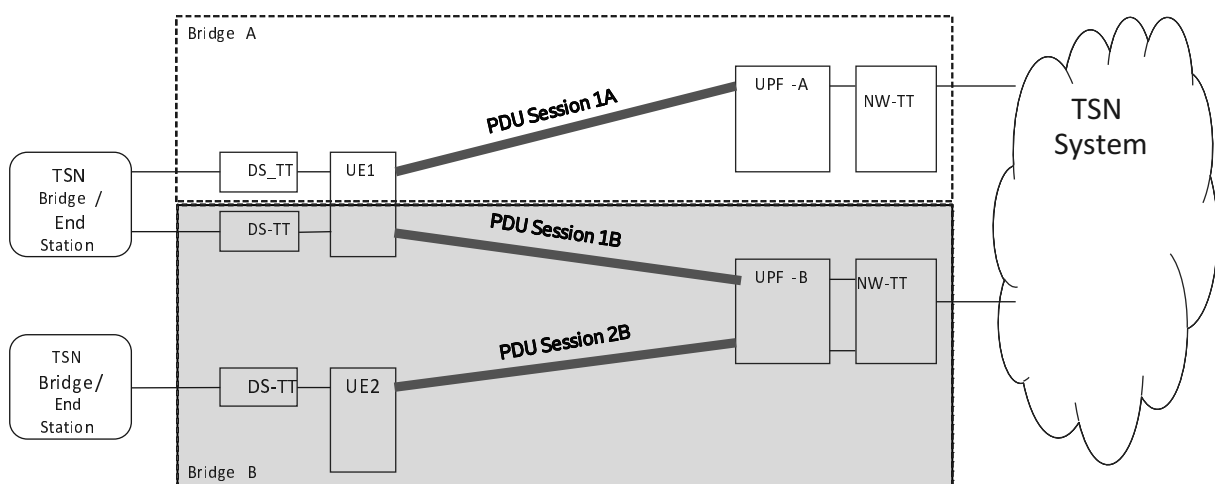 Bridge A
UPF -A
NW-TT
PDU Session 1A
TSN
System
TSN
Bridge /
End
Station
DS_TT
UE1
DS-TT
PDU Session 1B
UPF -B
NW-TT
PDU Session 2B
TSN
Bridge/
End
Station
DS-TT
UE2
Bridge B